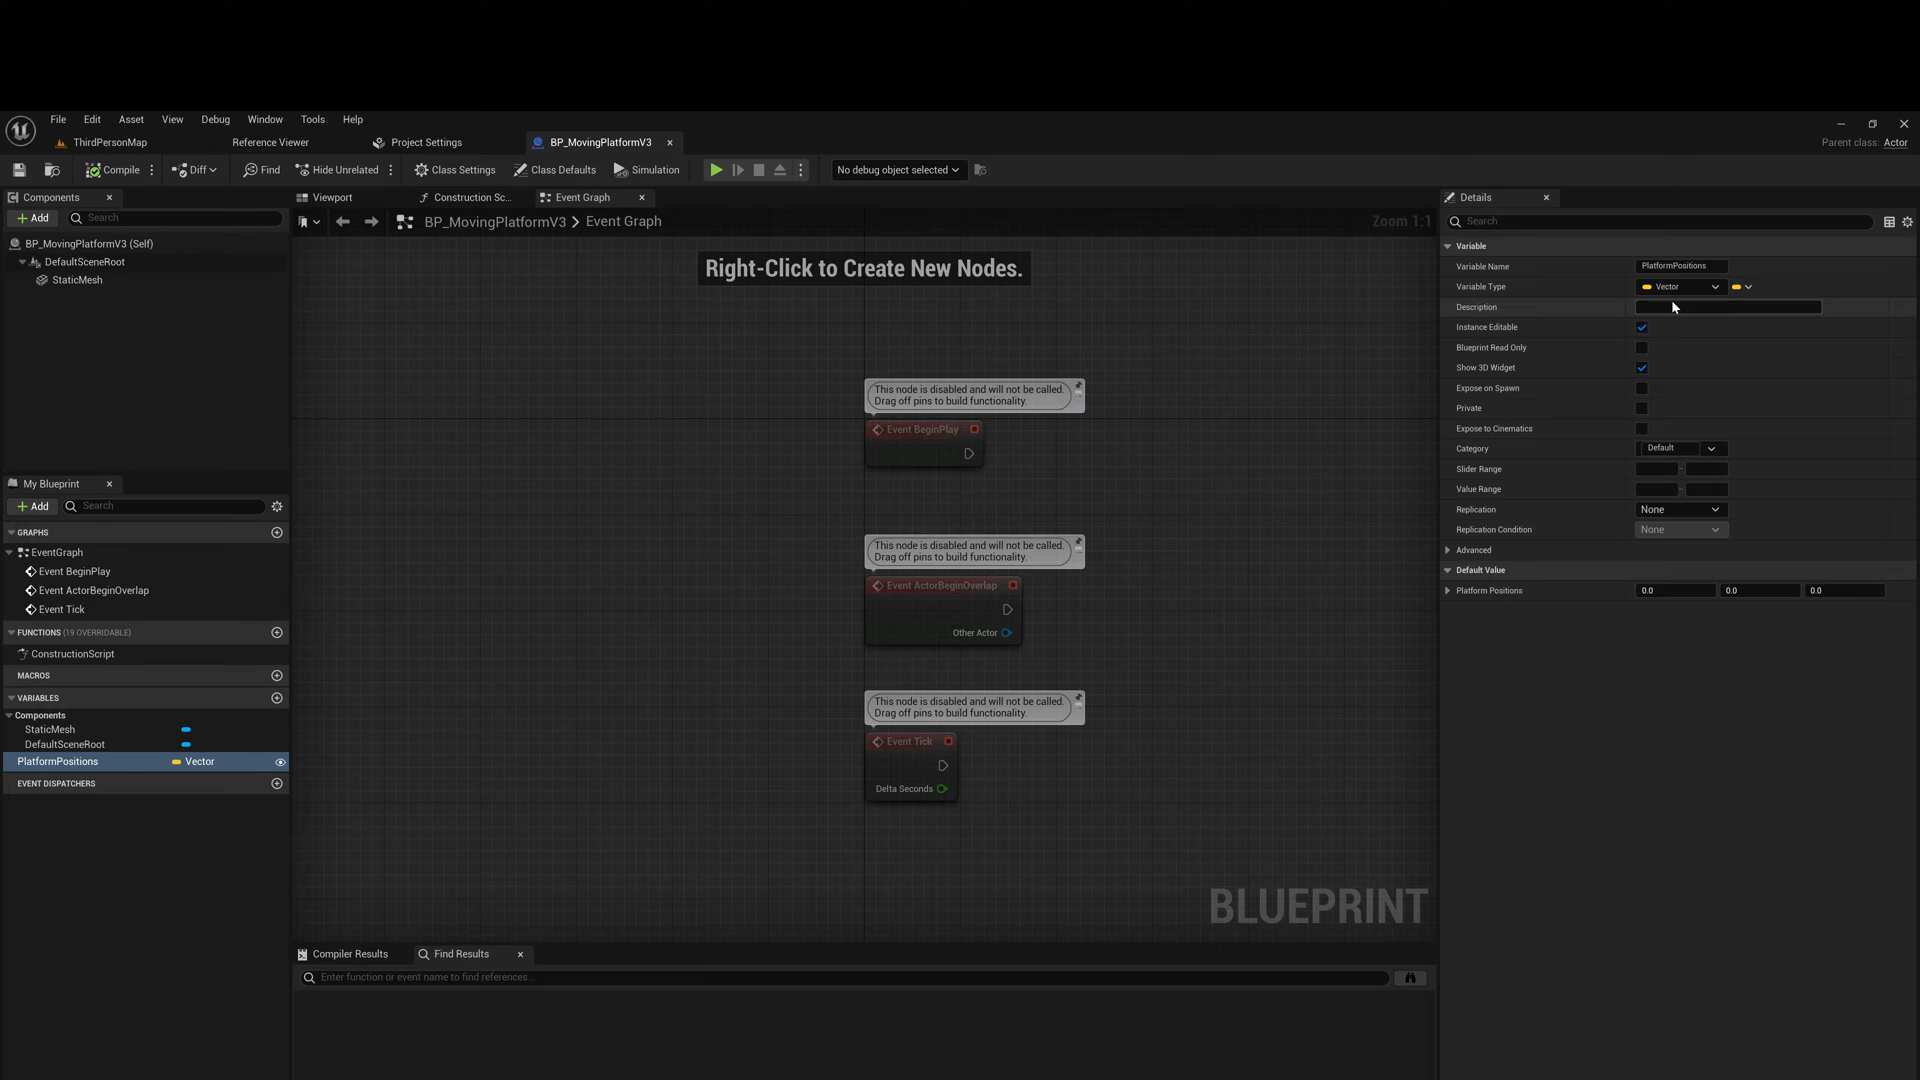 File Edit Asset View Debug Window Tools Help
ThirdPersonMap Reference Viewer Project Settings BP_MovingPlatformV3
Parent class: Actor
Compile Diff Find Hide Unrelated Class Settings Class Defaults Simulation No debug object selected
Components
Add Search
BP_MovingPlatformV3 (Self)
DefaultSceneRoot
StaticMesh
My Blueprint
Add Search
GRAPHS
EventGraph
Event BeginPlay
Event ActorBeginOverlap
Event Tick
FUNCTIONS (19 OVERRIDABLE)
ConstructionScript
MACROS
VARIABLES
Components
StaticMesh
DefaultSceneRoot
PlatformPositions Vector
EVENT DISPATCHERS
Viewport Construction Sc... Event Graph
BP_MovingPlatformV3 > Event Graph Zoom 1:1
Right-Click to Create New Nodes.
This node is disabled and will not be called.
Drag off pins to build functionality.
Event BeginPlay
This node is disabled and will not be called.
Drag off pins to build functionality.
Event ActorBeginOverlap
Other Actor
This node is disabled and will not be called.
Drag off pins to build functionality.
Event Tick
Delta Seconds
BLUEPRINT
Compiler Results Find Results
Enter function or event name to find references...
Details
Search
Variable
Variable Name PlatformPositions
Variable Type Vector
Description
Instance Editable
Blueprint Read Only
Show 3D Widget
Expose on Spawn
Private
Expose to Cinematics
Category Default
Slider Range
Value Range
Replication None
Replication Condition None
Advanced
Default Value
Platform Positions 0.0 0.0 0.0